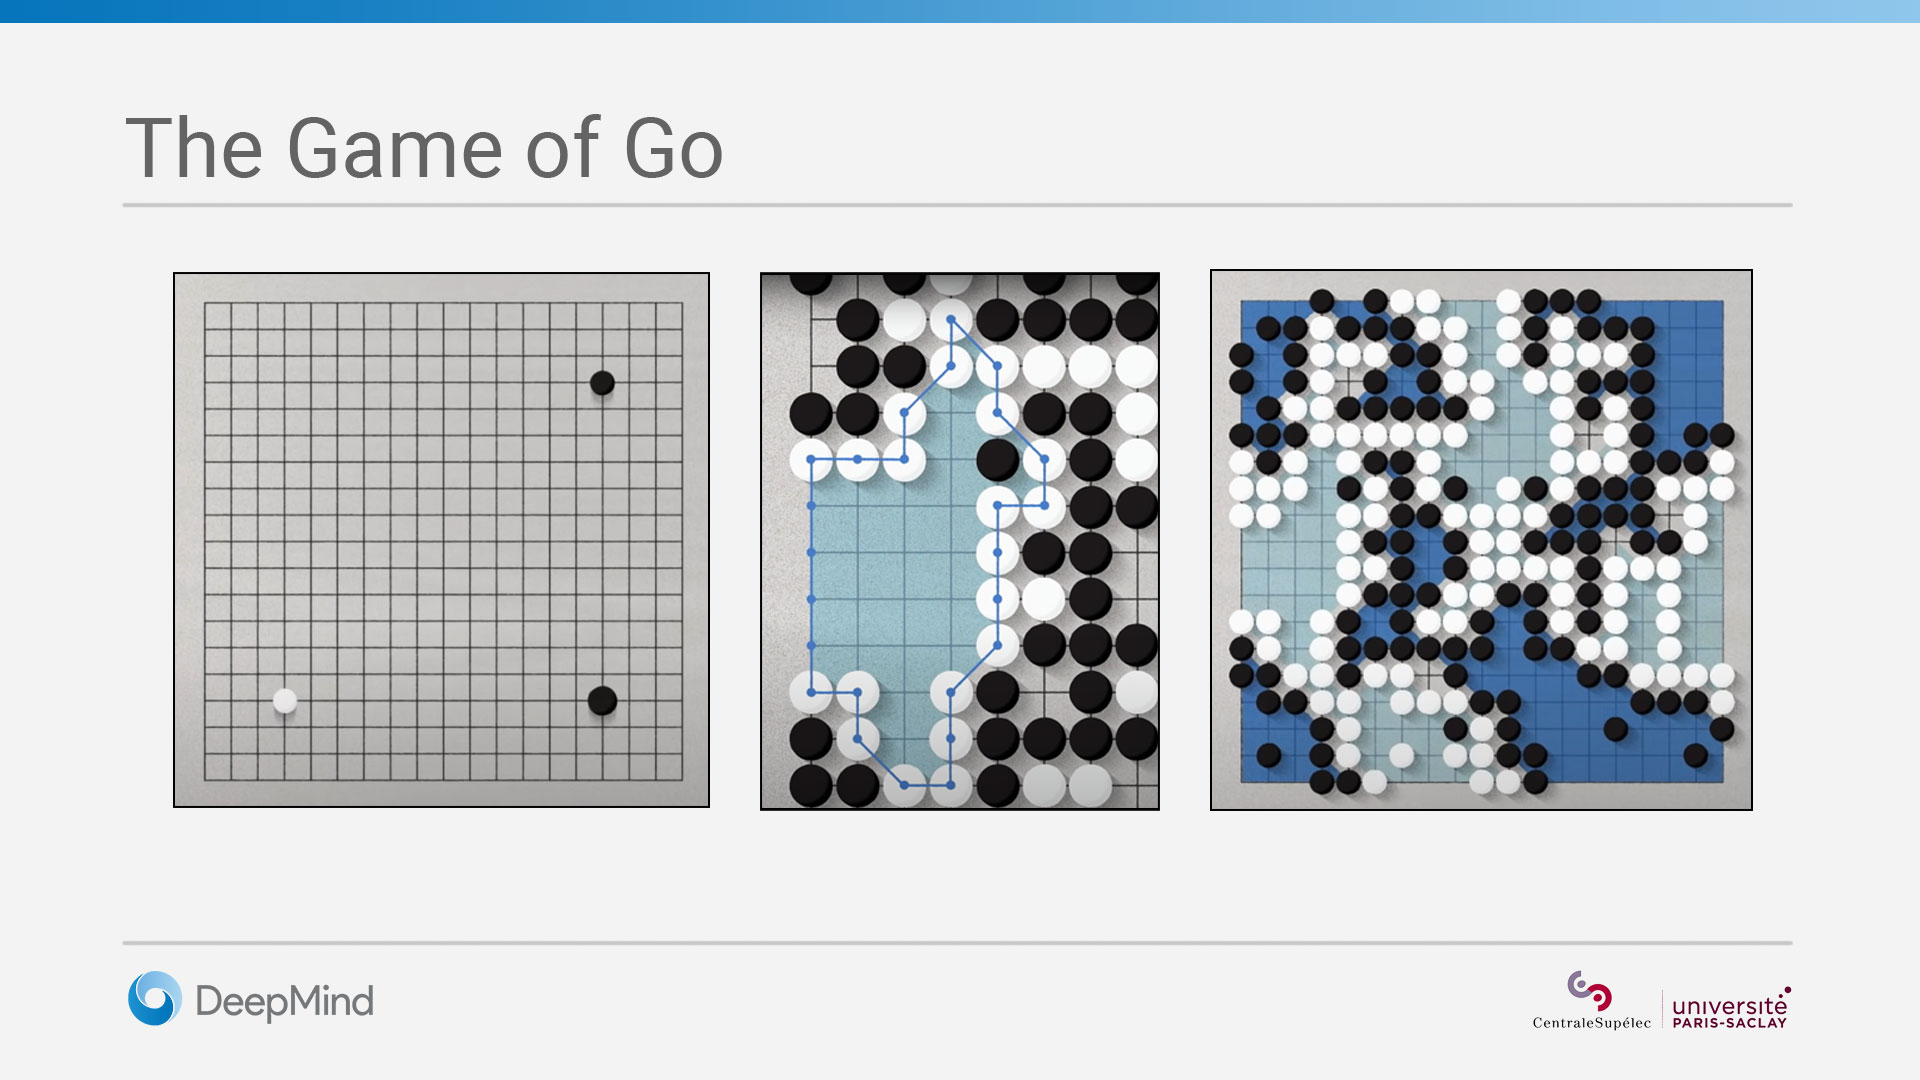 The Game of Go
DeepMind
CentraleSupélec
université
PARIS-SACLAY